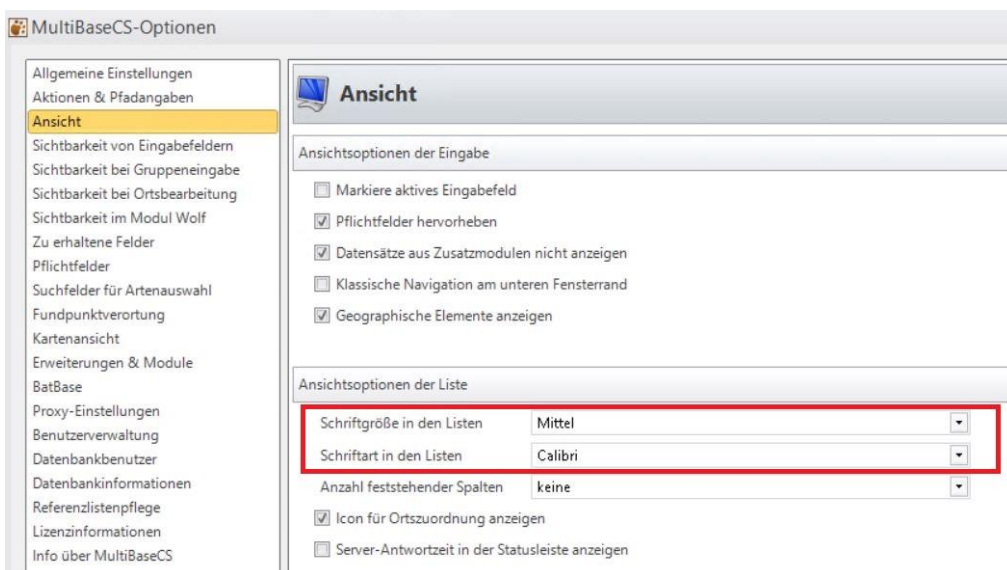 MultiBaseCS-Optionen
Allgemeine Einstellungen
Aktionen & Pfadangaben
Ansicht
Sichtbarkeit von Eingabefeldern
Sichtbarkeit bei Gruppeneingabe
Sichtbarkeit bei Ortsbearbeitung
Sichtbarkeit im Modul Wolf
Zu erhaltene Felder
Pflichtfelder
Suchfelder für Artenauswahl
Fundpunktverortung
Kartenansicht
Erweiterungen & Module
BatBase
Proxy-Einstellungen
Benutzerverwaltung
Datenbankbenutzer
Datenbankinformationen
Referenzlistenpflege
Lizenzinformationen
Info über MultiBaseCS
Ansicht
Ansichtsoptionen der Eingabe
Markiere aktives Eingabefeld
Pflichtfelder hervorheben
Datensätze aus Zusatzmodulen nicht anzeigen
Klassische Navigation am unteren Fensterrand
Geographische Elemente anzeigen
Ansichtsoptionen der Liste
Schriftgröße in den Listen Mittel
Schriftart in den Listen Calibri
Anzahl feststehender Spalten keine
Icon für Ortszuordnung anzeigen
Server-Antwortzeit in der Statusleiste anzeigen